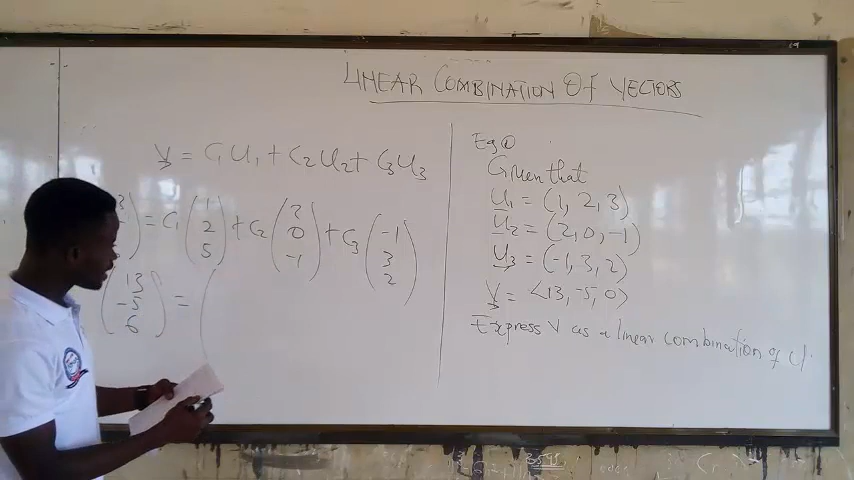 LINEAR COMBINATION OF VECTORS
v = C1U1 + C2U2 + C3U3
= C1 (1 2 5) + C2 (2 0 -1) + C3 (-1 3 2)
(13 -5 6) = (
Eg ①
Given that
U1 = (1, 2, 3)
U2 = (2, 0, -1)
U3 = (-1, 3, 2)
V = <13, -5, 0>
Express V as a linear combination of U